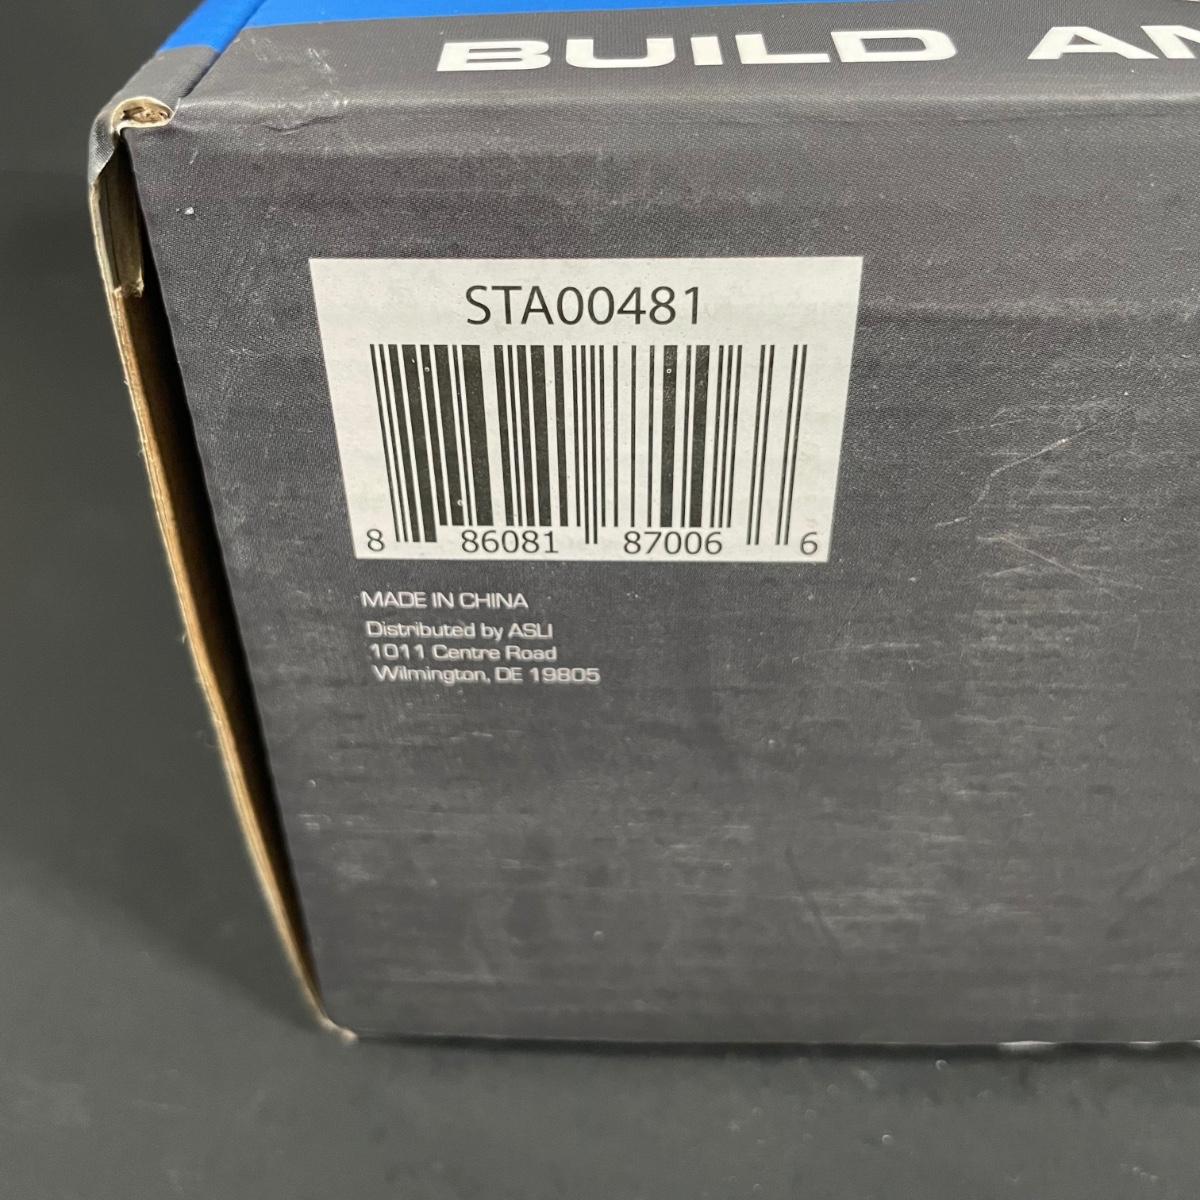 BUILD AN
STA00481
8 86081 87006 6
MADE IN CHINA
Distributed by ASLI
1011 Centre Road
Wilmington, DE 19805